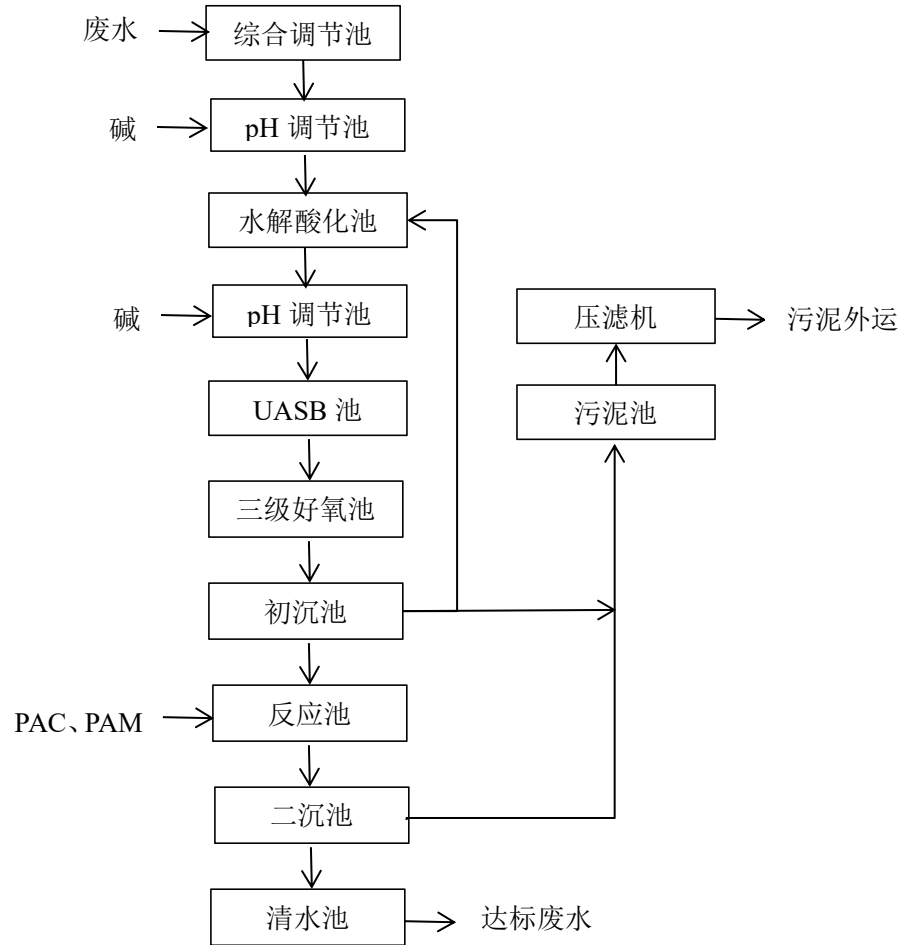 废水
综合调节池
碱
pH 调节池
水解酸化池
碱
pH 调节池
压滤机
污泥外运
UASB 池
污泥池
三级好氧池
初沉池
PAC、PAM
反应池
二沉池
清水池
达标废水